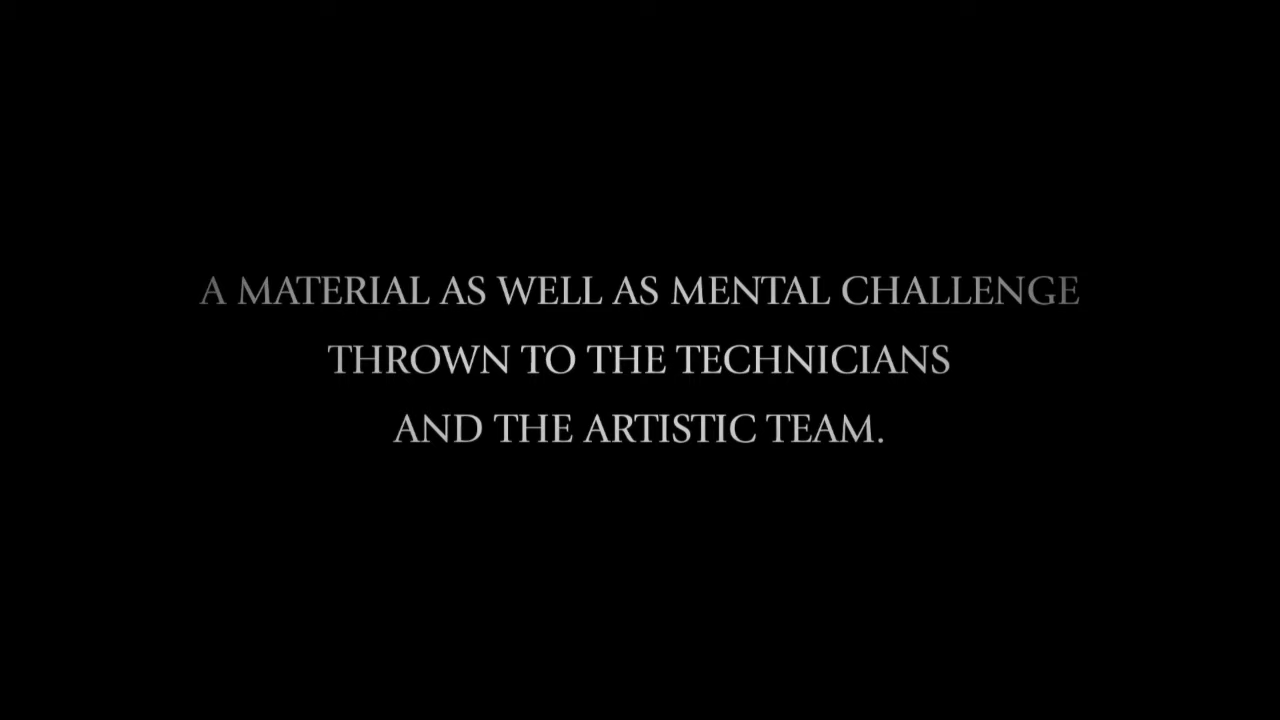 A MATERIAL AS WELL AS MENTAL CHALLENGE
THROWN TO THE TECHNICIANS
AND THE ARTISTIC TEAM.